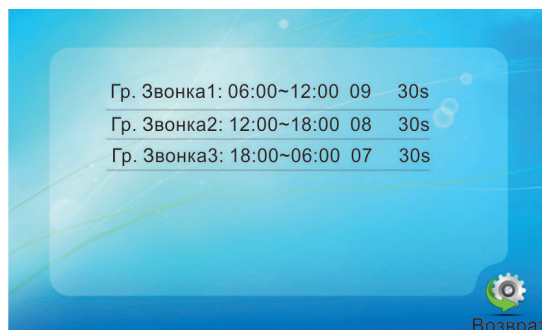 Гр. Звонка1: 06:00~12:00 09 30s
Гр. Звонка2: 12:00~18:00 08 30s
Гр. Звонка3: 18:00~06:00 07 30s
Возврат